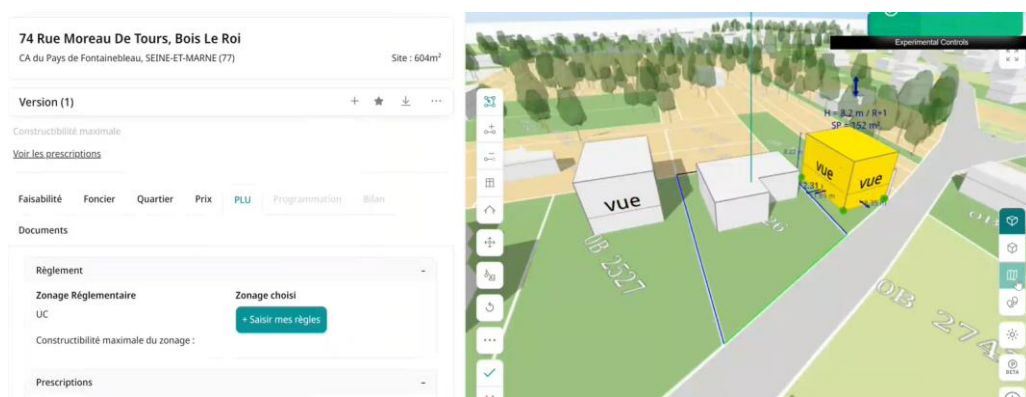 74 Rue Moreau De Tours, Bois Le Roi
CA du Pays de Fontainebleau, SEINE-ET-MARNE (77)
Site : 604m²
Version (1)
Constructibilité maximale
Voir les prescriptions
Faisabilité Foncier Quartier Prix PLU Programmation Bilan
Documents
Règlement
Zonage Réglementaire
Zonage choisi
UC
+ Saisir mes règles
Constructibilité maximale du zonage :
Prescriptions
Experimental Controls
H = 8.2 m / R+1
SP = 152 m²
vue
vue
vue
OB 2527
26
OB 27
BETA